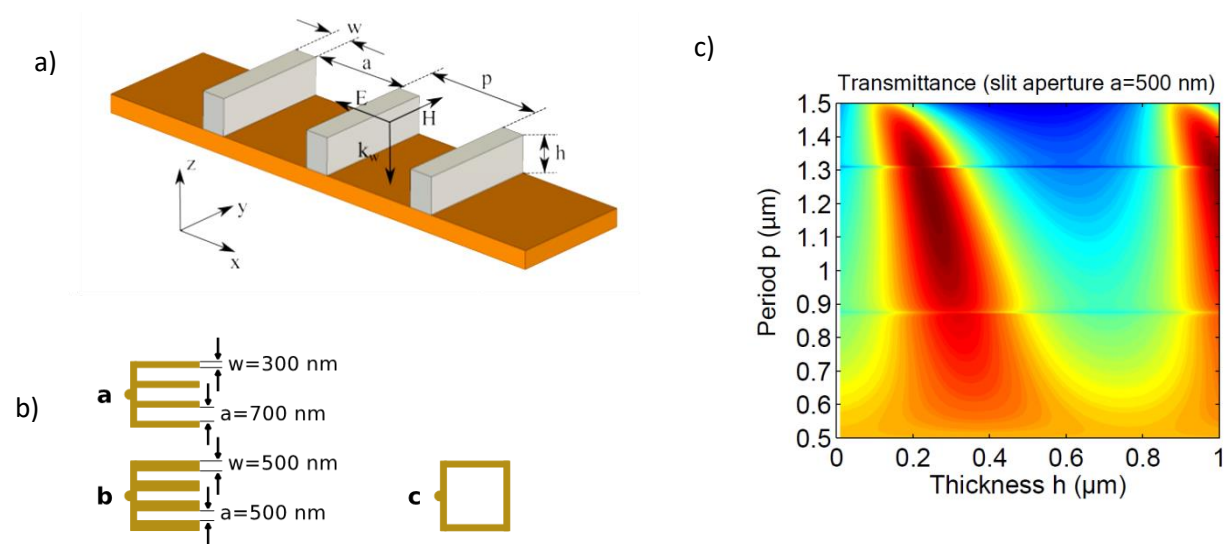 a)
w
a
p
E
H
k_w
h
z
y
x
b)
a
w=300 nm
a=700 nm
b
w=500 nm
a=500 nm
c
c)
Transmittance (slit aperture a=500 nm)
1.5
1.4
1.3
1.2
1.1
1
0.9
0.8
0.7
0.6
0.5
Period p (µm)
0 0.2 0.4 0.6 0.8 1
Thickness h (µm)